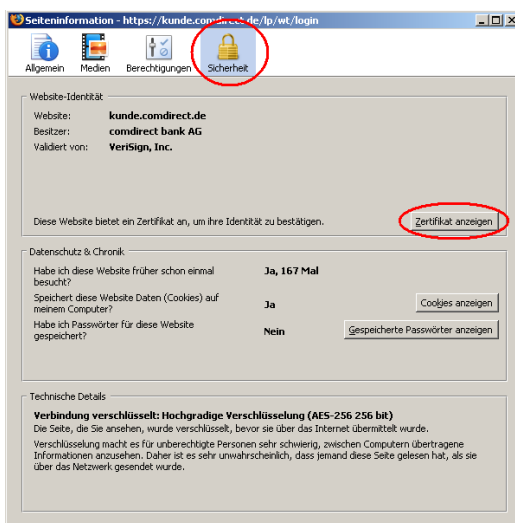 Seiteninformation - https://kunde.comdirect.de/lp/wt/login
Allgemein Medien Berechtigungen Sicherheit
Website-Identität
Website: kunde.comdirect.de
Besitzer: comdirect bank AG
Validiert von: VeriSign, Inc.
Diese Website bietet ein Zertifikat an, um ihre Identität zu bestätigen. Zertifikat anzeigen
Datenschutz & Chronik
Habe ich diese Website früher schon einmal besucht? Ja, 167 Mal
Speichert diese Website Daten (Cookies) auf meinem Computer? Ja Cookies anzeigen
Habe ich Passwörter für diese Website gespeichert? Nein Gespeicherte Passwörter anzeigen
Technische Details
Verbindung verschlüsselt: Hochgradige Verschlüsselung (AES-256 256 bit)
Die Seite, die Sie ansehen, wurde verschlüsselt, bevor sie über das Internet übermittelt wurde.
Verschlüsselung macht es für unberechtigte Personen sehr schwierig, zwischen Computern übertragene
Informationen anzusehen. Daher ist es sehr unwahrscheinlich, dass jemand diese Seite gelesen hat, als sie
über das Netzwerk gesendet wurde.